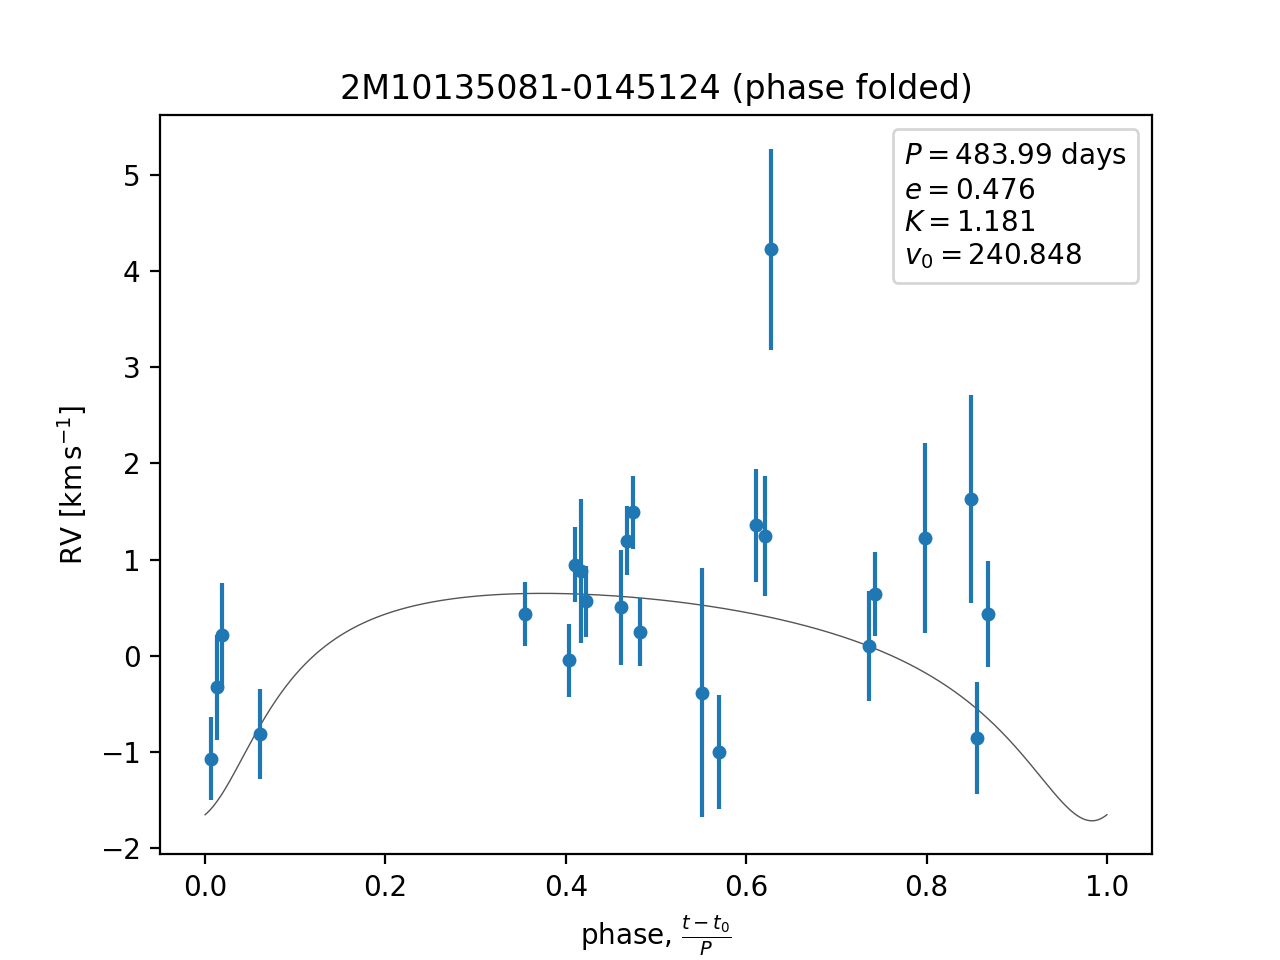 2M10135081-0145124 (phase folded)
P = 483.99 days
e = 0.476
K = 1.181
v₀ = 240.848
5
4
3
2
1
0
−1
−2
RV [km s⁻¹]
0.0 0.2 0.4 0.6 0.8 1.0
phase, (t − t₀)/P